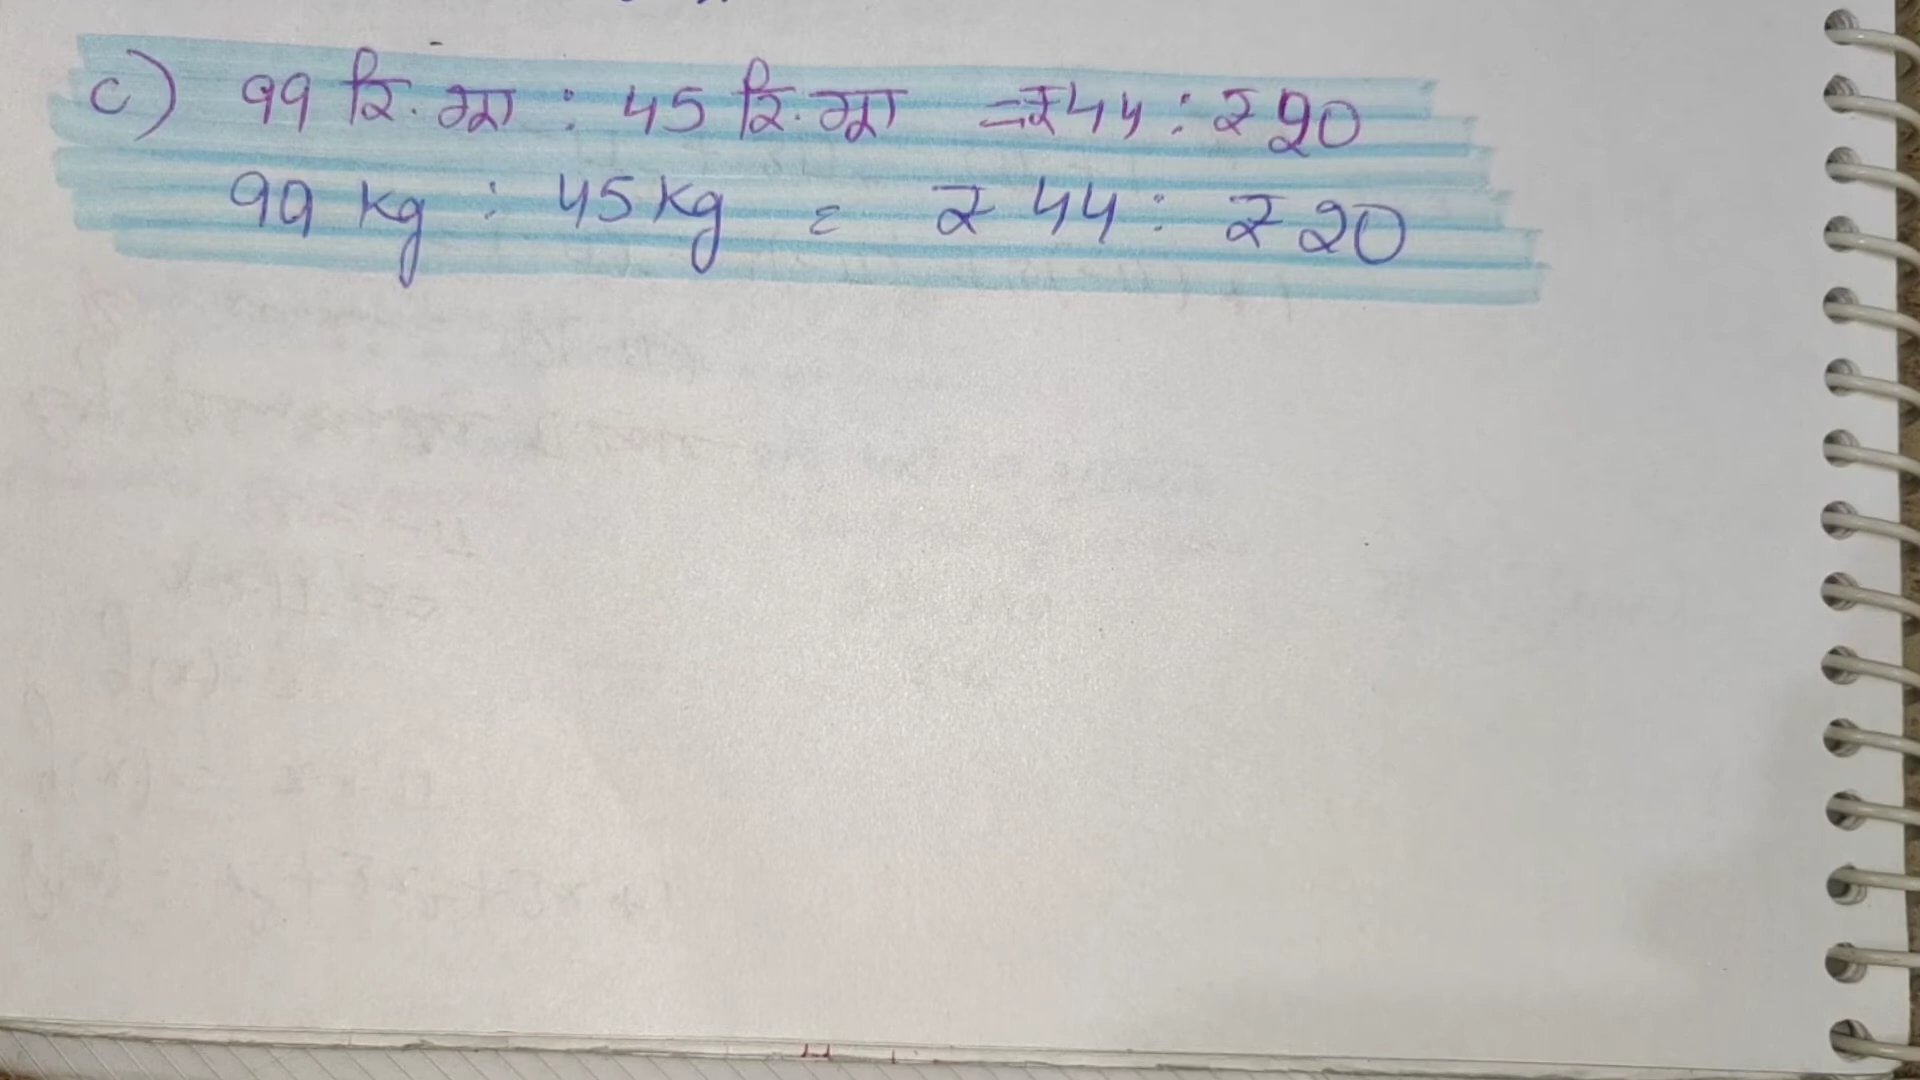 c) 99 कि.ग्रा : 45 कि.ग्रा = ₹44 : ₹20
99 kg : 45 kg = ₹ 44 : ₹ 20